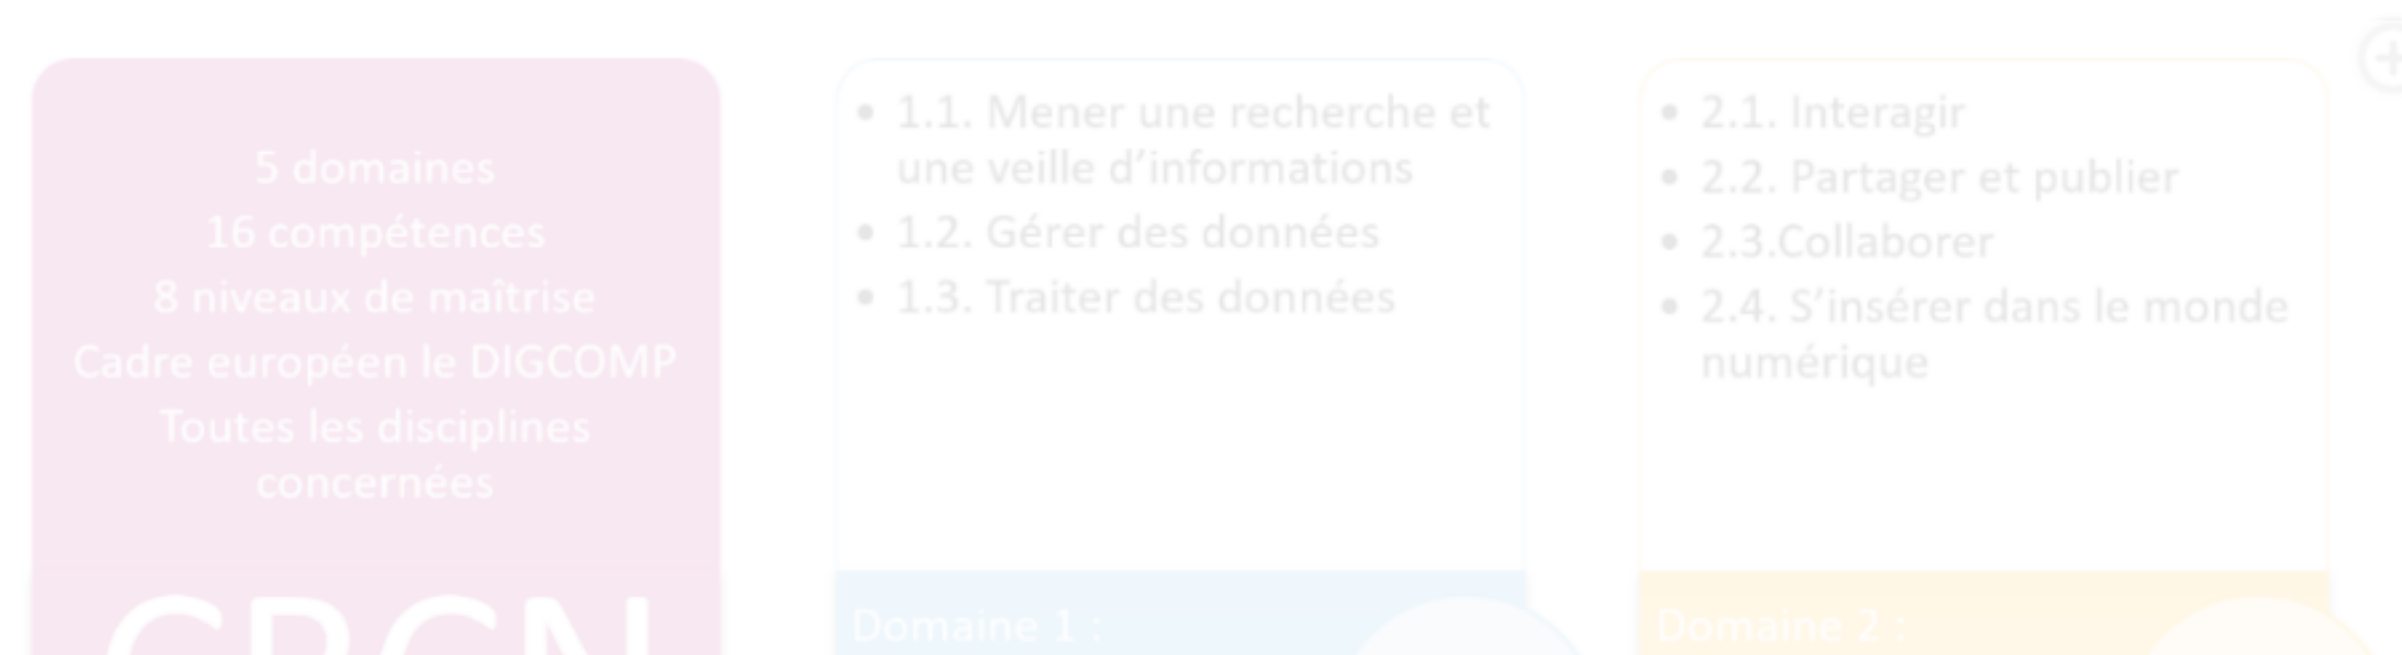 5 domaines
16 compétences
8 niveaux de maîtrise
Cadre européen le DIGCOMP
Toutes les disciplines
concernées
CRCN
• 1.1. Mener une recherche et
une veille d’informations
• 1.2. Gérer des données
• 1.3. Traiter des données
Domaine 1 :
• 2.1. Interagir
• 2.2. Partager et publier
• 2.3.Collaborer
• 2.4. S’insérer dans le monde
numérique
Domaine 2 :